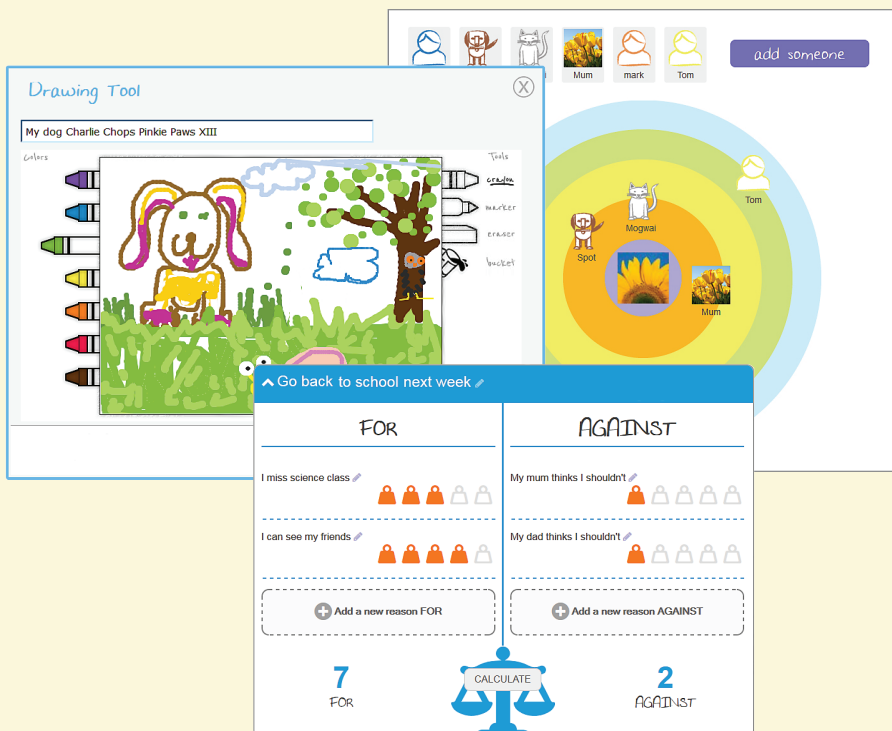 Mum
mark
Tom
add someone
Drawing Tool
X
My dog Charlie Chops Pinkie Paws XIII
Colors
Tools
crayon
marker
eraser
bucket
Tom
Mogwai
Spot
Mum
Go back to school next week
FOR
AGAINST
I miss science class
My mum thinks I shouldn't
I can see my friends
My dad thinks I shouldn't
Add a new reason FOR
Add a new reason AGAINST
CALCULATE
7
2
FOR
AGAINST